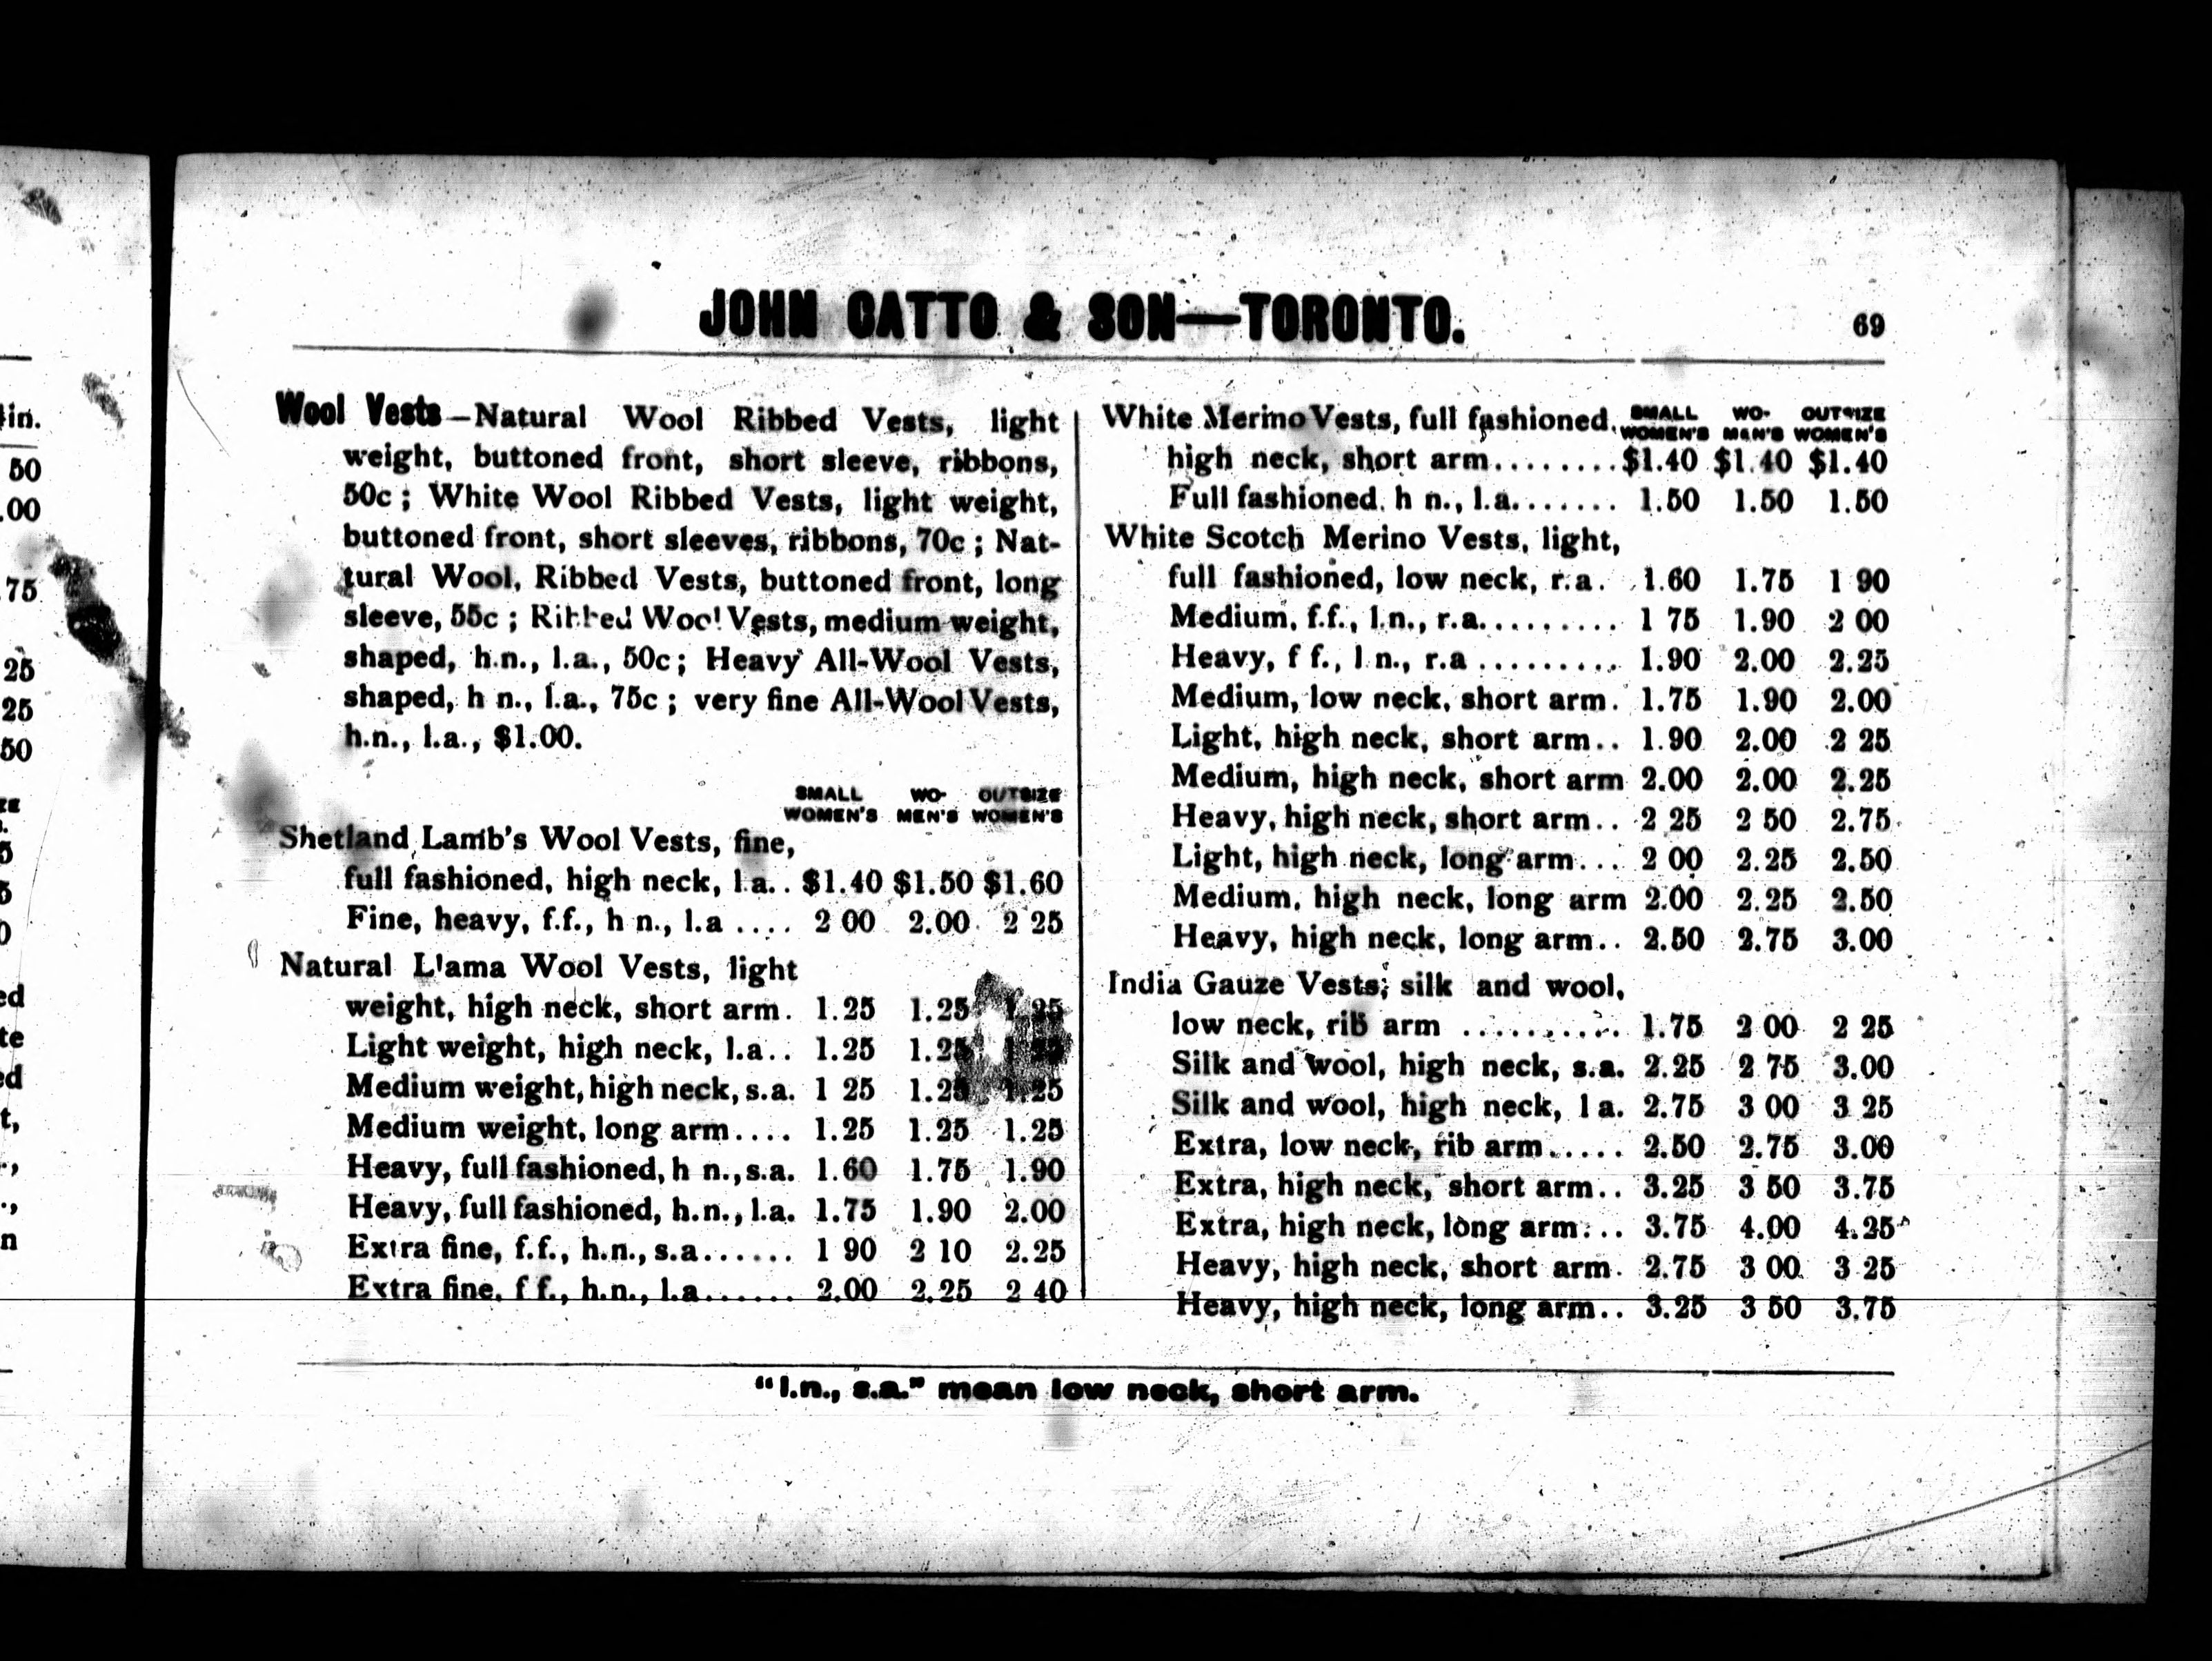 JOHN CATTO & SON—TORONTO.
69
Wool Vests—Natural Wool Ribbed Vests, light
weight, buttoned front, short sleeve, ribbons,
50c; White Wool Ribbed Vests, light weight,
buttoned front, short sleeves, ribbons, 70c; Nat-
tural Wool, Ribbed Vests, buttoned front, long
sleeve, 55c; Ribbed Wool Vests, medium weight,
shaped, h.n., l.a., 50c; Heavy All-Wool Vests,
shaped, h n., l.a., 75c; very fine All-Wool Vests,
h.n., l.a., $1.00.
SMALL WO- OUTSIZE
WOMEN'S MEN'S WOMEN'S
Shetland Lamb's Wool Vests, fine,
full fashioned, high neck, l.a.. $1.40 $1.50 $1.60
Fine, heavy, f.f., h n., l.a .... 2 00 2.00 2 25
Natural Llama Wool Vests, light
weight, high neck, short arm. 1.25 1.25 1.25
Light weight, high neck, l.a.. 1.25 1.25
Medium weight, high neck, s.a. 1 25 1.25 1.25
Medium weight, long arm.... 1.25 1.25 1.25
Heavy, full fashioned, h n., s.a. 1.60 1.75 1.90
Heavy, full fashioned, h.n., l.a. 1.75 1.90 2.00
Extra fine, f.f., h.n., s.a...... 1 90 2 10 2.25
Extra fine, f f., h.n., l.a...... 2.00 2.25 2 40
White Merino Vests, full fashioned, SMALL WO- OUTSIZE
WOMEN'S MEN'S WOMEN'S
high neck, short arm........ $1.40 $1.40 $1.40
Full fashioned, h n., l.a....... 1.50 1.50 1.50
White Scotch Merino Vests, light,
full fashioned, low neck, r.a. 1.60 1.75 1 90
Medium, f.f., l.n., r.a......... 1 75 1.90 2 00
Heavy, f f., l n., r.a ......... 1.90 2.00 2.25
Medium, low neck, short arm. 1.75 1.90 2.00
Light, high neck, short arm.. 1.90 2.00 2 25
Medium, high neck, short arm 2.00 2.00 2.25
Heavy, high neck, short arm.. 2 25 2 50 2.75
Light, high neck, long arm... 2 00 2.25 2.50
Medium, high neck, long arm 2.00 2.25 2.50
Heavy, high neck, long arm.. 2.50 2.75 3.00
India Gauze Vests, silk and wool,
low neck, rib arm .......... 1.75 2 00 2 25
Silk and wool, high neck, s.a. 2.25 2 75 3.00
Silk and wool, high neck, l a. 2.75 3 00 3 25
Extra, low neck, rib arm..... 2.50 2.75 3.00
Extra, high neck, short arm.. 3.25 3 50 3.75
Extra, high neck, long arm... 3.75 4.00 4.25
Heavy, high neck, short arm. 2.75 3 00 3 25
Heavy, high neck, long arm.. 3.25 3 50 3.75
"l.n., s.a." mean low neck, short arm.